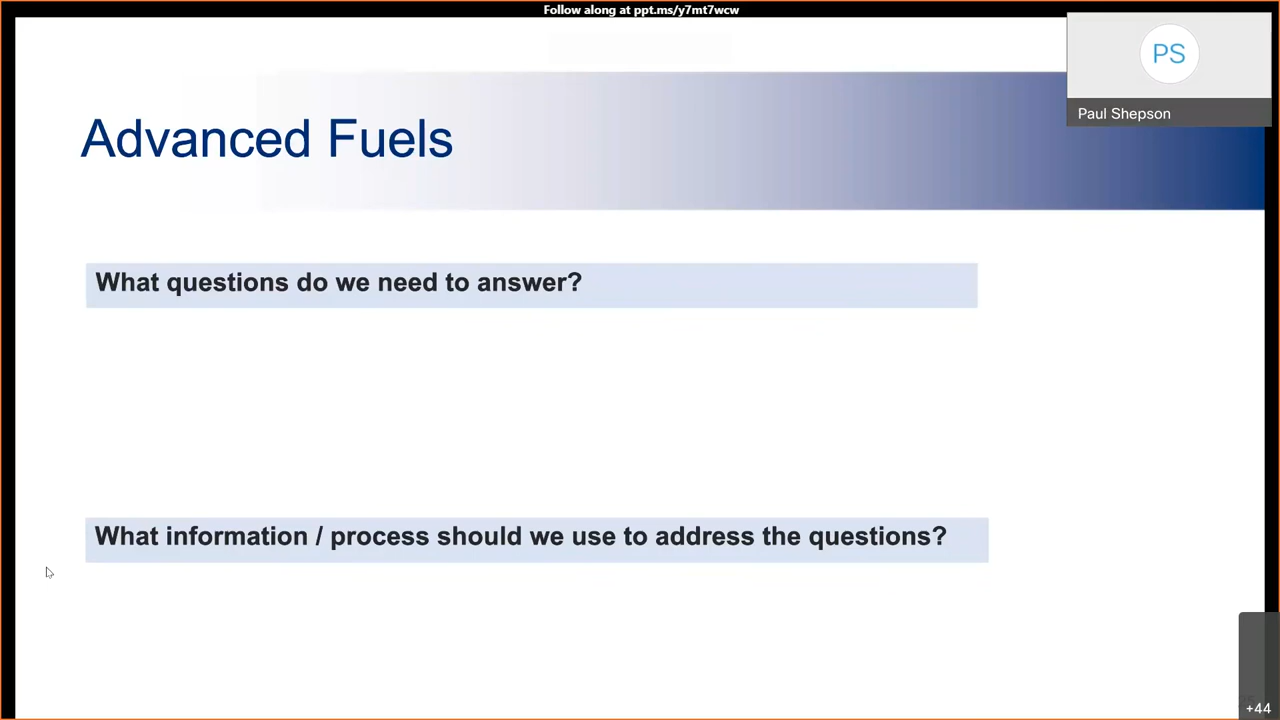 Follow along at ppt.ms/y7mt7wcw
PS
Paul Shepson
Advanced Fuels
What questions do we need to answer?
What information / process should we use to address the questions?
+44